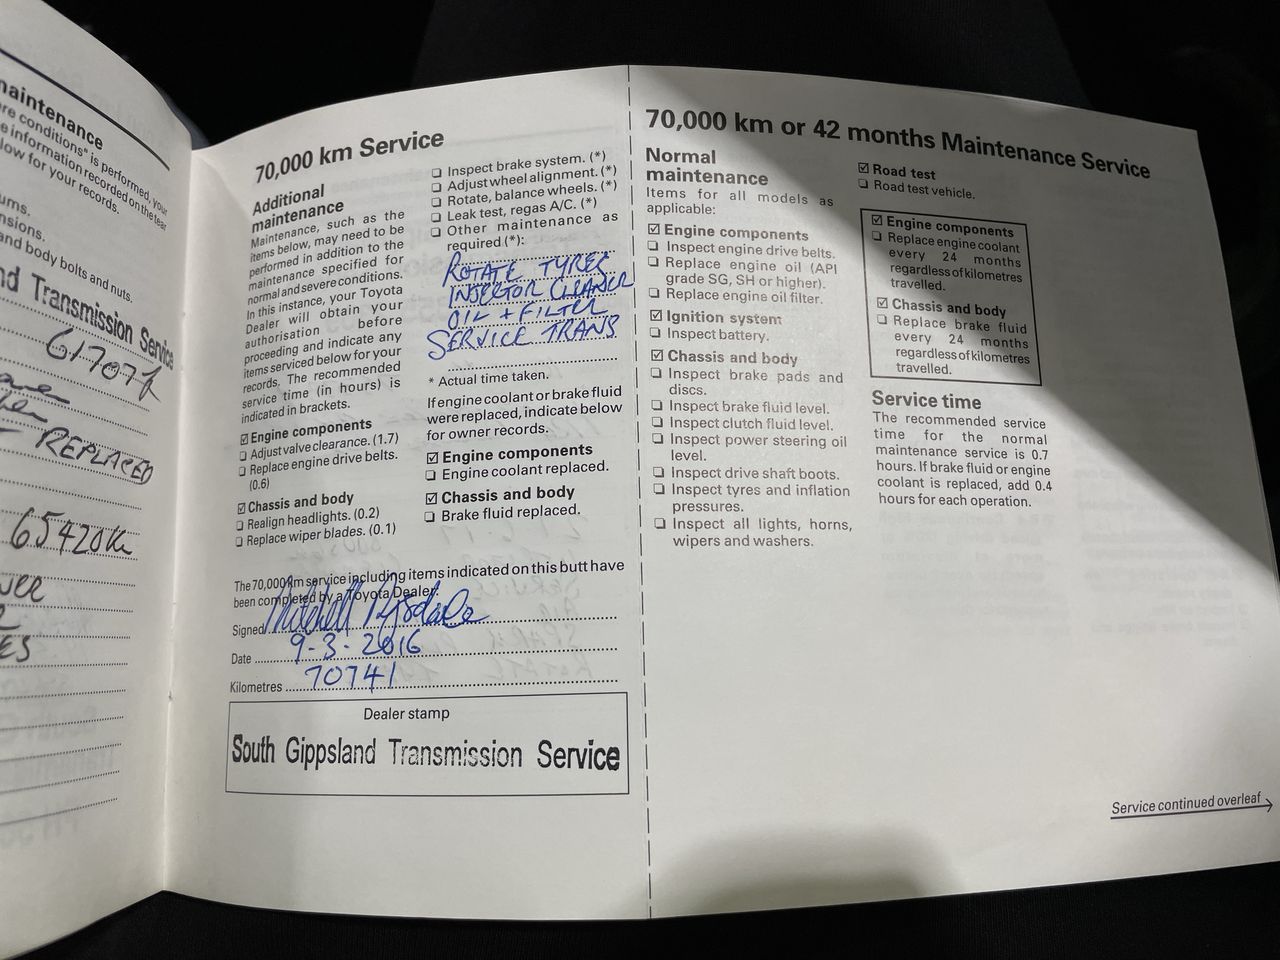 maintenance
re conditions" is performed, your
e information recorded on the tear
low for your records.
ums.
nsions.
and body bolts and nuts.
nd Transmission Service
61707k
REPLACED
65420k
70,000 km Service
Additional
maintenance
Maintenance, such as the
items below, may need to be
performed in addition to the
maintenance specified for
normal and severe conditions.
In this instance, your Toyota
Dealer will obtain your
authorisation before
proceeding and indicate any
items serviced below for your
records. The recommended
service time (in hours) is
indicated in brackets.
☑ Engine components
❏ Adjust valve clearance. (1.7)
❏ Replace engine drive belts.
(0.6)
☑ Chassis and body
❏ Realign headlights. (0.2)
❏ Replace wiper blades. (0.1)
❏ Inspect brake system. (*)
❏ Adjust wheel alignment. (*)
❏ Rotate, balance wheels. (*)
❏ Leak test, regas A/C. (*)
❏ Other maintenance as
required (*):
ROTATE TYRES
INJECTOR CLEANER
OIL + FILTER
SERVICE TRANS
* Actual time taken.
If engine coolant or brake fluid
were replaced, indicate below
for owner records.
☑ Engine components
❏ Engine coolant replaced.
☑ Chassis and body
❏ Brake fluid replaced.
The 70,000 km service including items indicated on this butt have
been completed by a Toyota Dealer.
Signed Mitchell
Date 9-3-2016
Kilometres 70741
Dealer stamp
South Gippsland Transmission Service
70,000 km or 42 months Maintenance Service
Normal
maintenance
Items for all models as
applicable:
☑ Engine components
❏ Inspect engine drive belts.
❏ Replace engine oil (API
grade SG, SH or higher).
❏ Replace engine oil filter.
☑ Ignition system
❏ Inspect battery.
☑ Chassis and body
❏ Inspect brake pads and
discs.
❏ Inspect brake fluid level.
❏ Inspect clutch fluid level.
❏ Inspect power steering oil
level.
❏ Inspect drive shaft boots.
❏ Inspect tyres and inflation
pressures.
❏ Inspect all lights, horns,
wipers and washers.
☑ Road test
❏ Road test vehicle.
☑ Engine components
❏ Replace engine coolant
every 24 months
regardless of kilometres
travelled.
☑ Chassis and body
❏ Replace brake fluid
every 24 months
regardless of kilometres
travelled.
Service time
The recommended service
time for the normal
maintenance service is 0.7
hours. If brake fluid or engine
coolant is replaced, add 0.4
hours for each operation.
Service continued overleaf